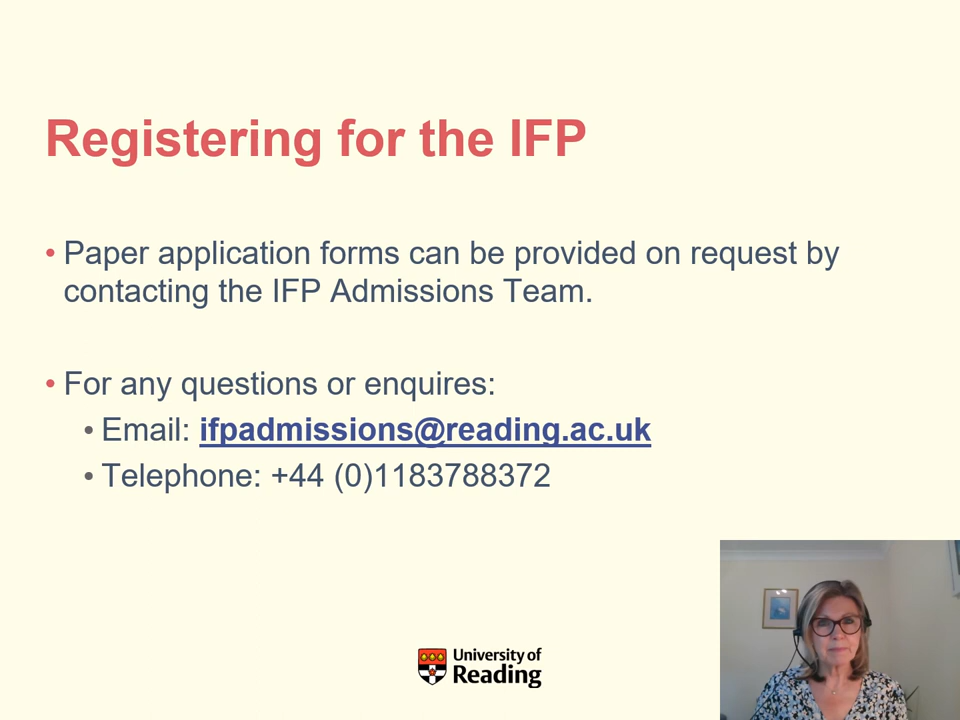 Registering for the IFP
• Paper application forms can be provided on request by
contacting the IFP Admissions Team.
• For any questions or enquires:
• Email: ifpadmissions@reading.ac.uk
• Telephone: +44 (0)1183788372
University of
Reading